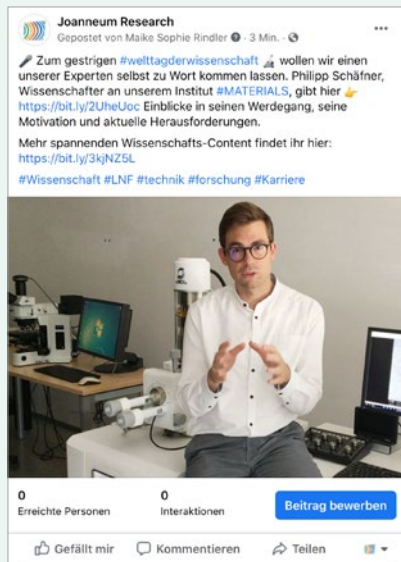 Joanneum Research
Gepostet von Maike Sophie Rindler · 3 Min. ·
Zum gestrigen #welttagderwissenschaft wollen wir einen
unserer Experten selbst zu Wort kommen lassen. Philipp Schäfner,
Wissenschafter an unserem Institut #MATERIALS, gibt hier
https://bit.ly/2UheUoc Einblicke in seinen Werdegang, seine
Motivation und aktuelle Herausforderungen.
Mehr spannenden Wissenschafts-Content findet ihr hier:
https://bit.ly/3kjNZ5L
#Wissenschaft #LNF #technik #forschung #Karriere
0
Erreichte Personen
0
Interaktionen
Beitrag bewerben
Gefällt mir
Kommentieren
Teilen